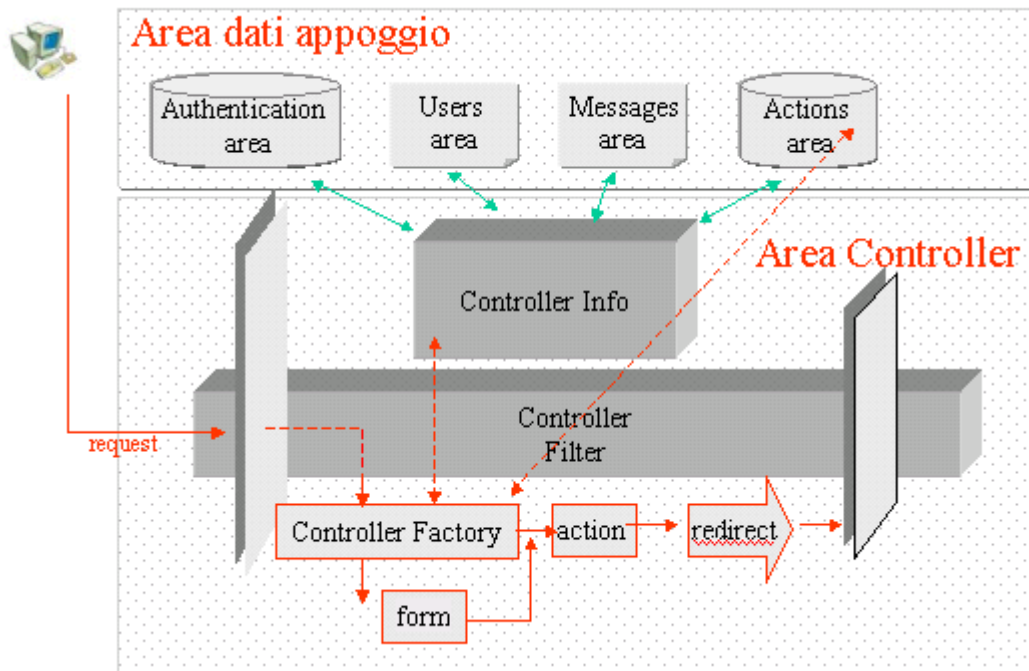 Area dati appoggio
Authentication
area
Users
area
Messages
area
Actions
area
Area Controller
Controller Info
Controller
Filter
request
Controller Factory
action
redirect
form